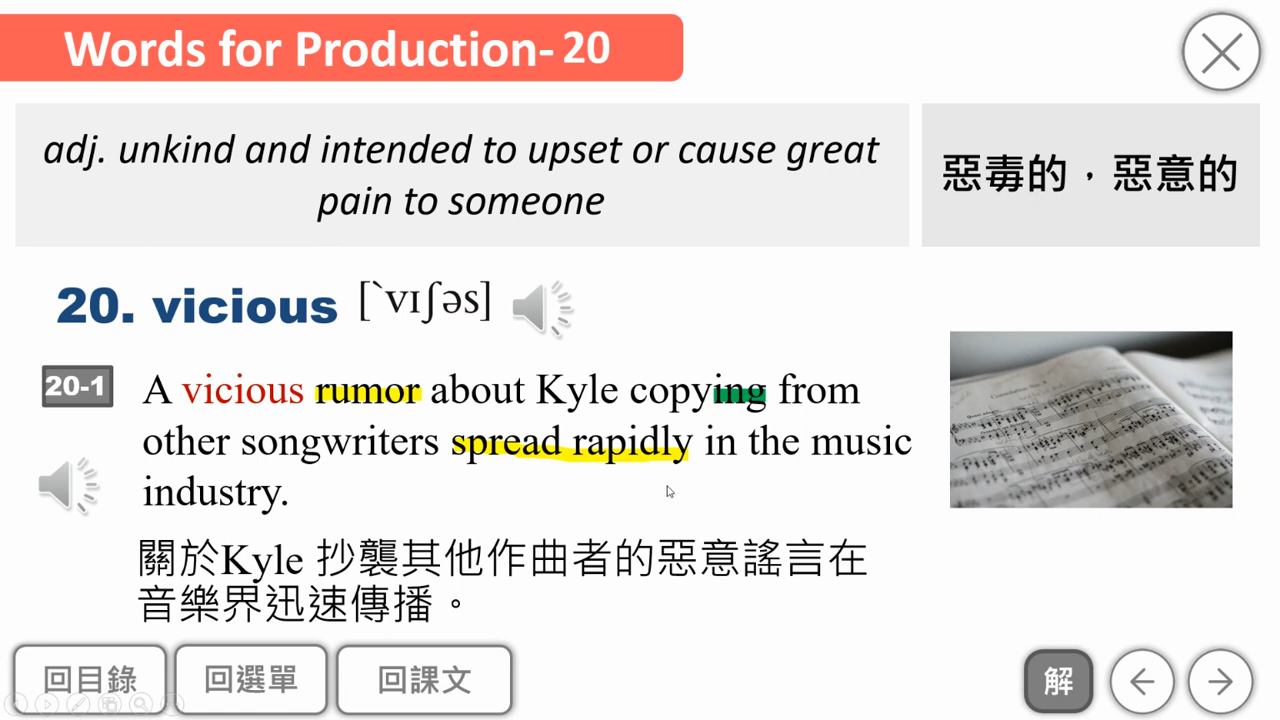 Words for Production- 20
adj. unkind and intended to upset or cause great
pain to someone
惡毒的，惡意的
20. vicious [ˋvɪʃəs]
20-1
A vicious rumor about Kyle copying from
other songwriters spread rapidly in the music
industry.
關於Kyle 抄襲其他作曲者的惡意謠言在
音樂界迅速傳播。
回目錄 回選單 回課文 解